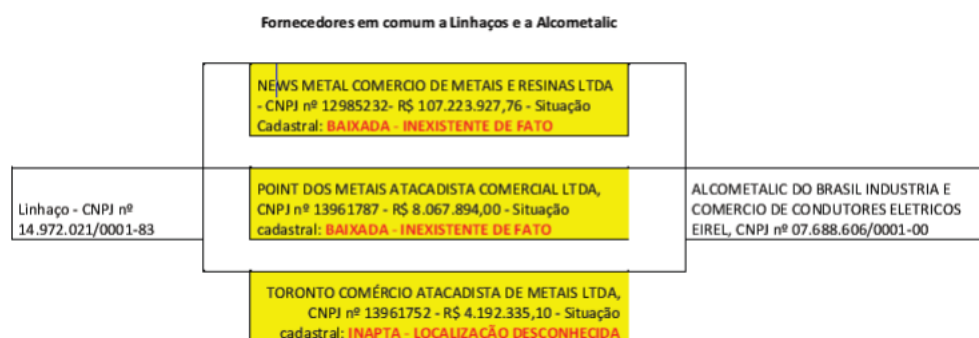 Fornecedores em comum a Linhaços e a Alcometalic
NEWS METAL COMERCIO DE METAIS E RESINAS LTDA
- CNPJ nº 12985232- R$ 107.223.927,76 - Situação
Cadastral: BAIXADA - INEXISTENTE DE FATO
Linhaço - CNPJ nº
14.972.021/0001-83
POINT DOS METAIS ATACADISTA COMERCIAL LTDA,
CNPJ nº 13961787 - R$ 8.067.894,00 - Situação
cadastral: BAIXADA - INEXISTENTE DE FATO
ALCOMETALIC DO BRASIL INDUSTRIA E
COMERCIO DE CONDUTORES ELETRICOS
EIREL, CNPJ nº 07.688.606/0001-00
TORONTO COMÉRCIO ATACADISTA DE METAIS LTDA,
CNPJ nº 13961752 - R$ 4.192.335,10 - Situação
cadastral: INAPTA - LOCALIZAÇÃO DESCONHECIDA